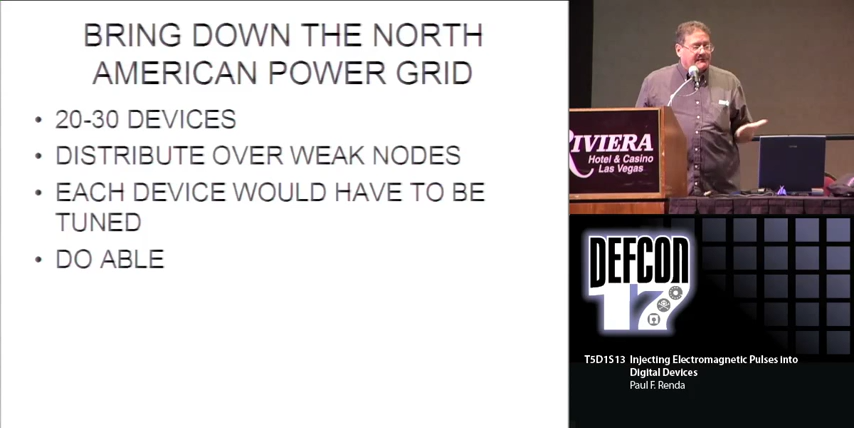 BRING DOWN THE NORTH
AMERICAN POWER GRID
• 20-30 DEVICES
• DISTRIBUTE OVER WEAK NODES
• EACH DEVICE WOULD HAVE TO BE
TUNED
• DO ABLE
RIVIERA
Hotel & Casino
Las Vegas
DEFCON
17
T5D1S13 Injecting Electromagnetic Pulses into
Digital Devices
Paul F. Renda